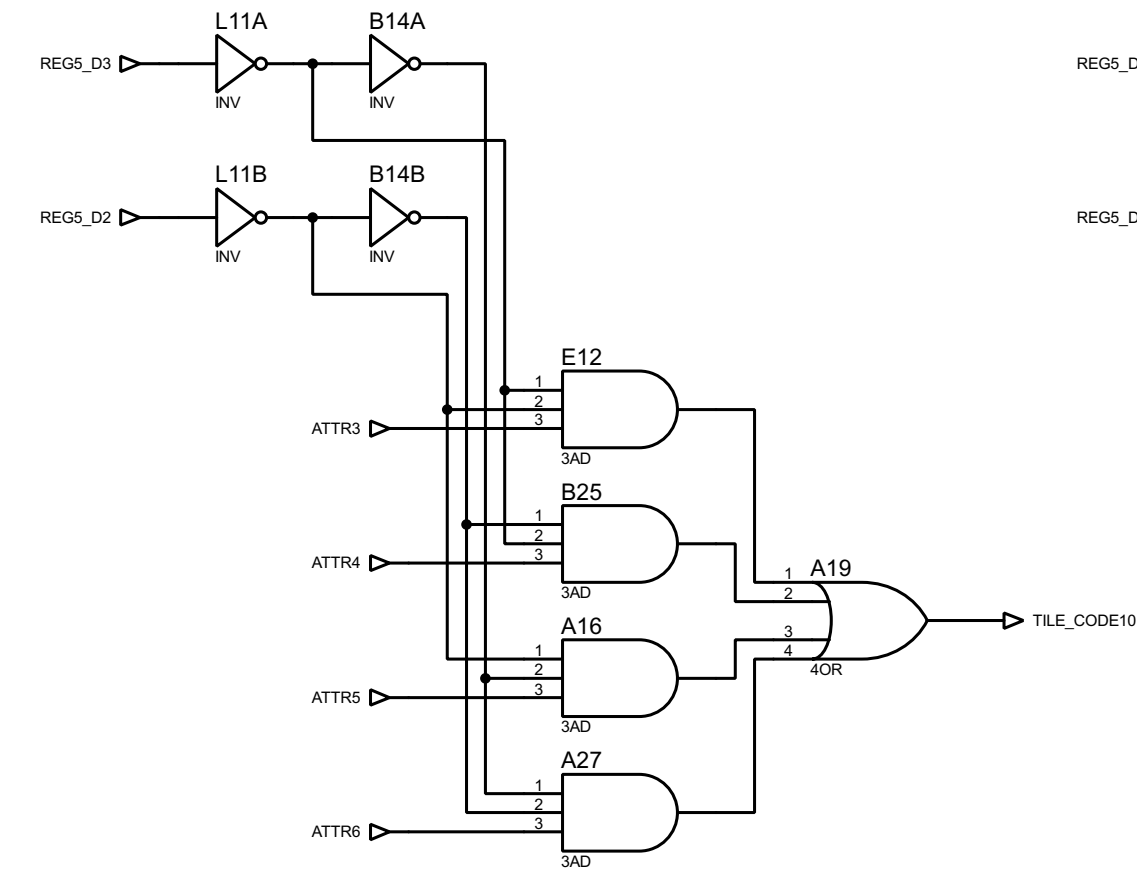 L11A B14A
REG5_D3 REG5_D
INV INV
L11B B14B
REG5_D2 REG5_D
INV INV
E12
1
2
ATTR3 3
3AD
B25
1
2
ATTR4 3
3AD
1 A19
2
A16
TILE_CODE10
3
1
4
4OR
2
ATTR5 3
3AD
A27
1
2
ATTR6 3
3AD